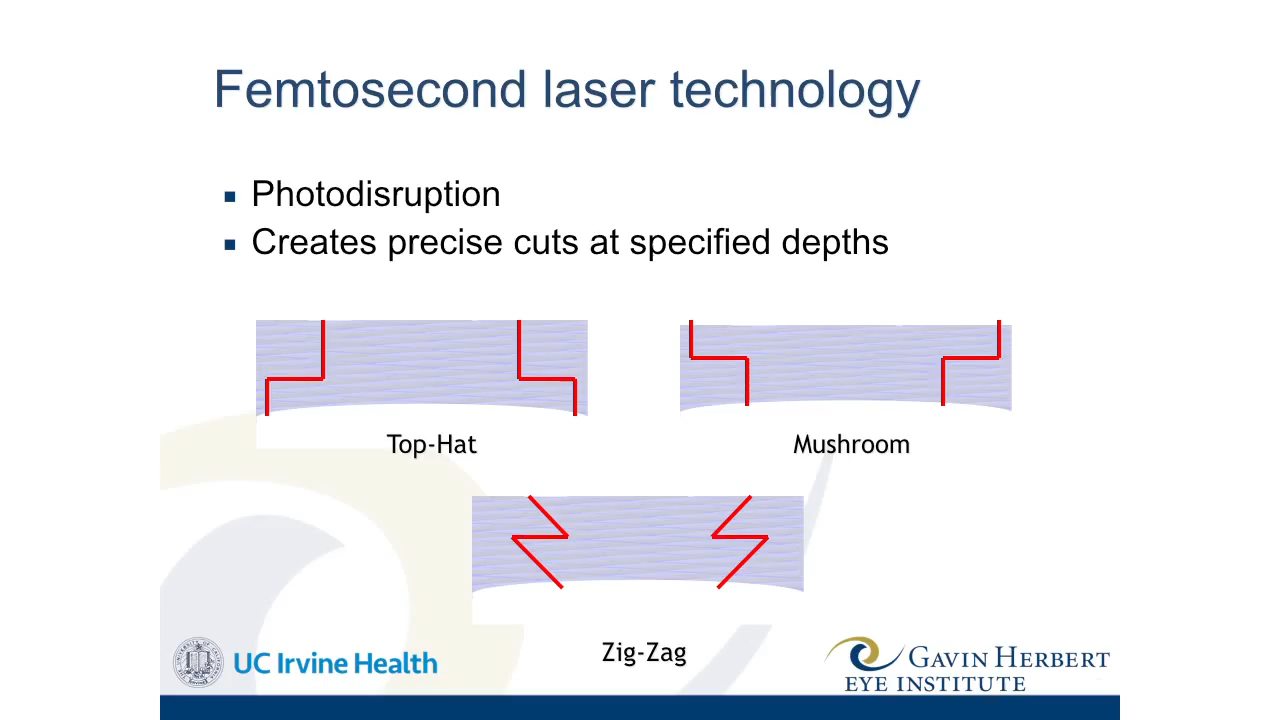 Femtosecond laser technology
Photodisruption
Creates precise cuts at specified depths
Top-Hat
Mushroom
Zig-Zag
UC Irvine Health
GAVIN HERBERT
EYE INSTITUTE